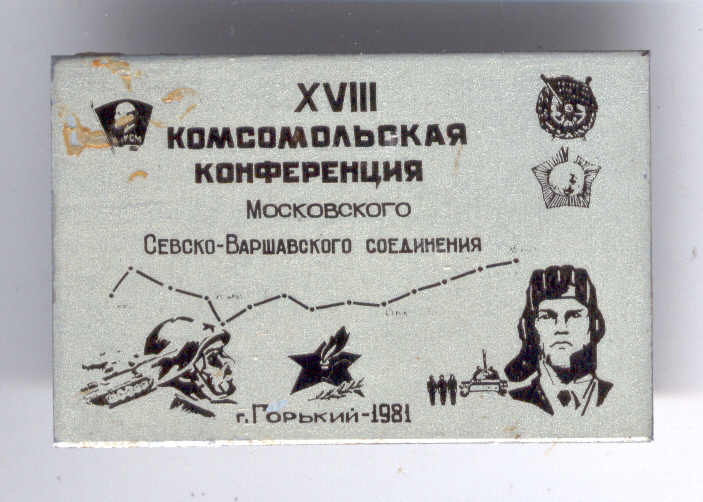 XVIII
КОМСОМОЛЬСКАЯ
КОНФЕРЕНЦИЯ
МОСКОВСКОГО
СЕВСКО-ВАРШАВСКОГО СОЕДИНЕНИЯ
г. ГОРЬКИЙ-1981